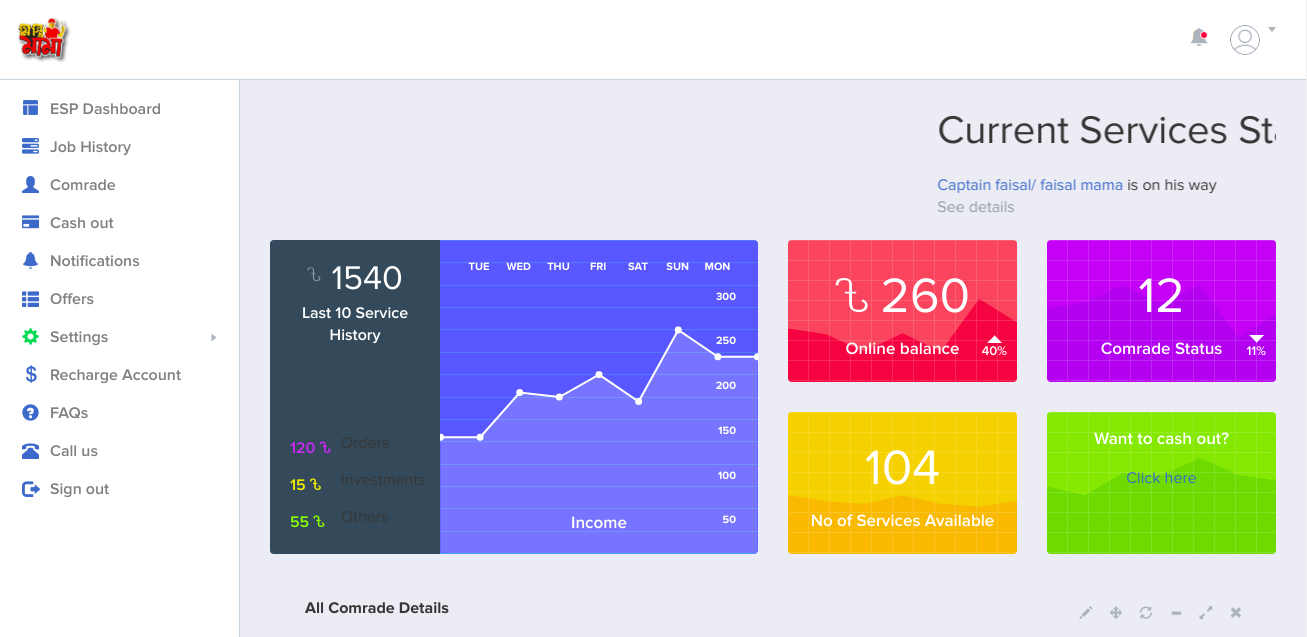 মামা
ESP Dashboard
Job History
Comrade
Cash out
Notifications
Offers
Settings
Recharge Account
FAQs
Call us
Sign out
Current Services Sta
Captain faisal/ faisal mama is on his way
See details
৳ 1540
Last 10 Service
History
120 ৳ Orders
15 ৳ Investments
55 ৳ Others
TUE WED THU FRI SAT SUN MON
300
250
200
150
100
50
Income
৳ 260
Online balance
40%
12
Comrade Status
11%
104
No of Services Available
Want to cash out?
Click here
All Comrade Details